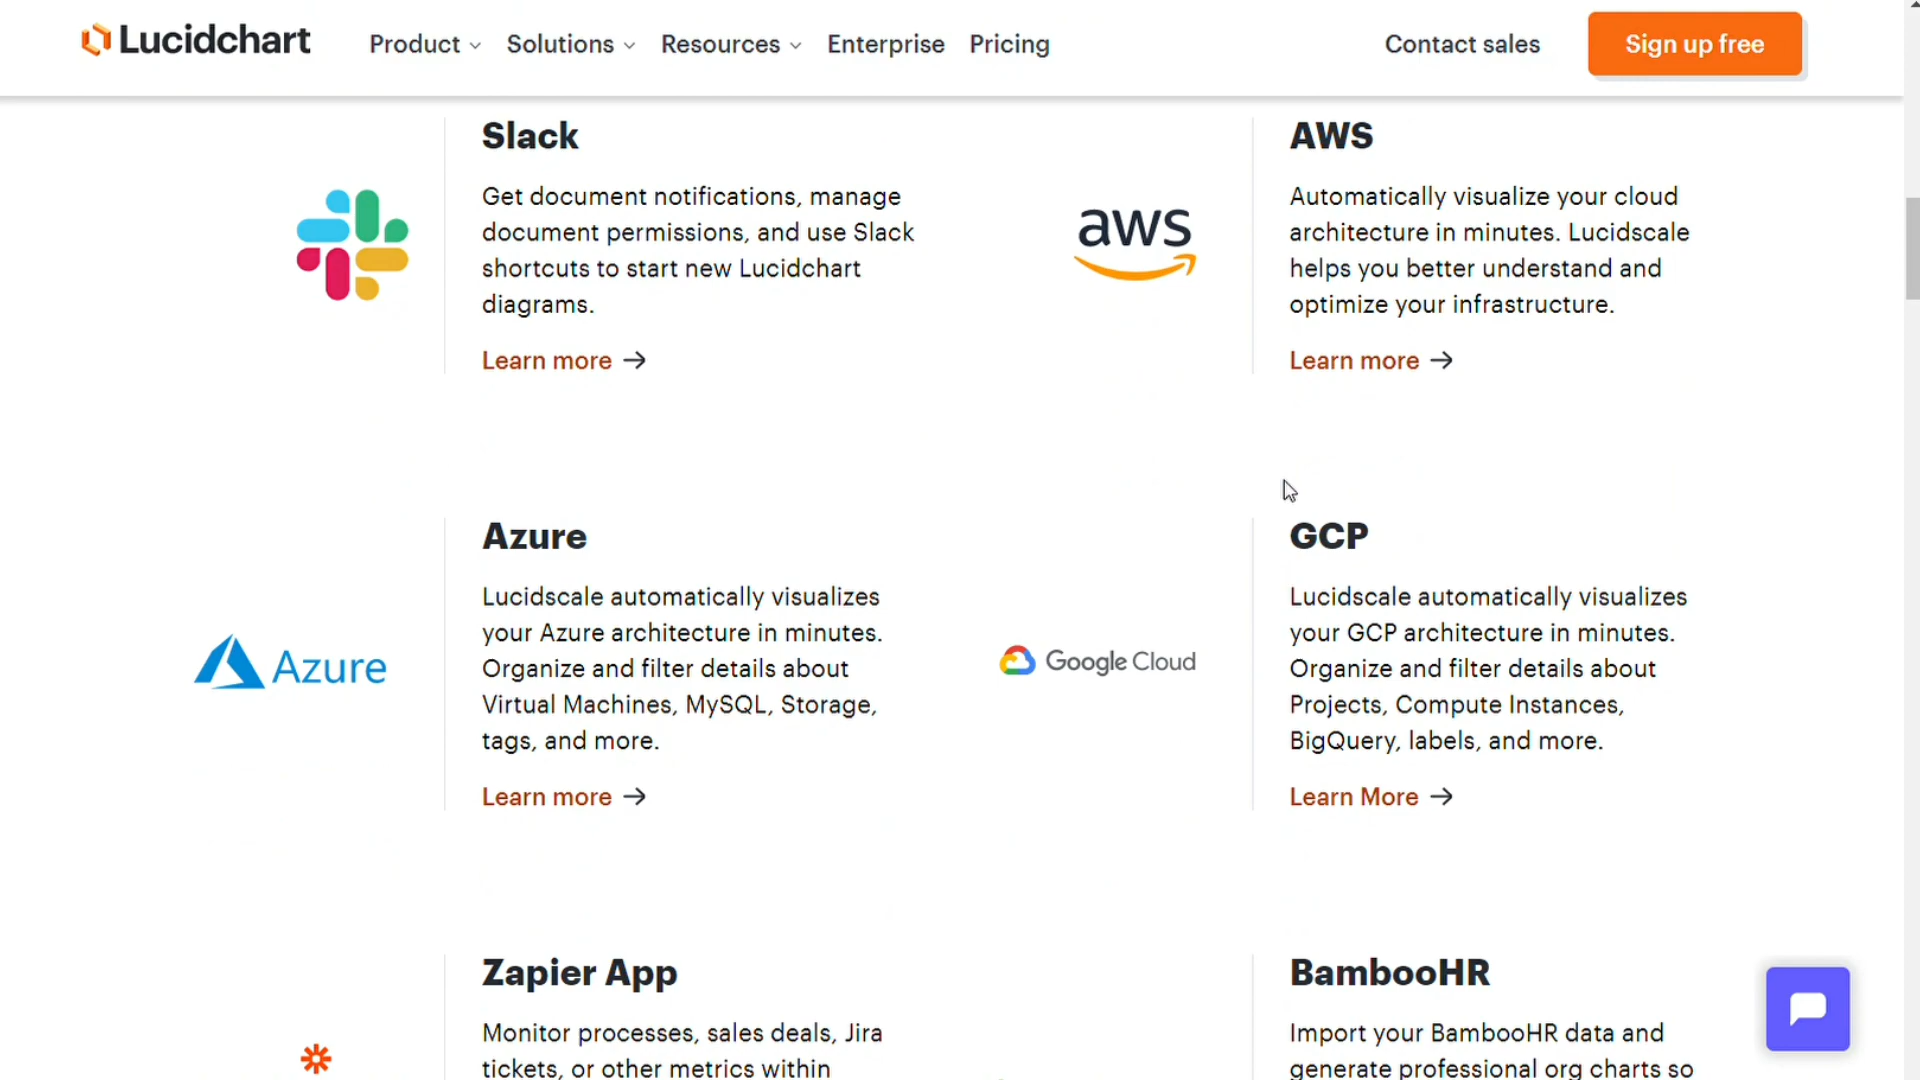 Lucidchart Product Solutions Resources Enterprise Pricing Contact sales Sign up free
Slack
Get document notifications, manage
document permissions, and use Slack
shortcuts to start new Lucidchart
diagrams.
Learn more
aws
AWS
Automatically visualize your cloud
architecture in minutes. Lucidscale
helps you better understand and
optimize your infrastructure.
Learn more
Azure
Azure
Lucidscale automatically visualizes
your Azure architecture in minutes.
Organize and filter details about
Virtual Machines, MySQL, Storage,
tags, and more.
Learn more
Google Cloud
GCP
Lucidscale automatically visualizes
your GCP architecture in minutes.
Organize and filter details about
Projects, Compute Instances,
BigQuery, labels, and more.
Learn More
Zapier App
Monitor processes, sales deals, Jira
tickets, or other metrics within
BambooHR
Import your BambooHR data and
generate professional org charts so